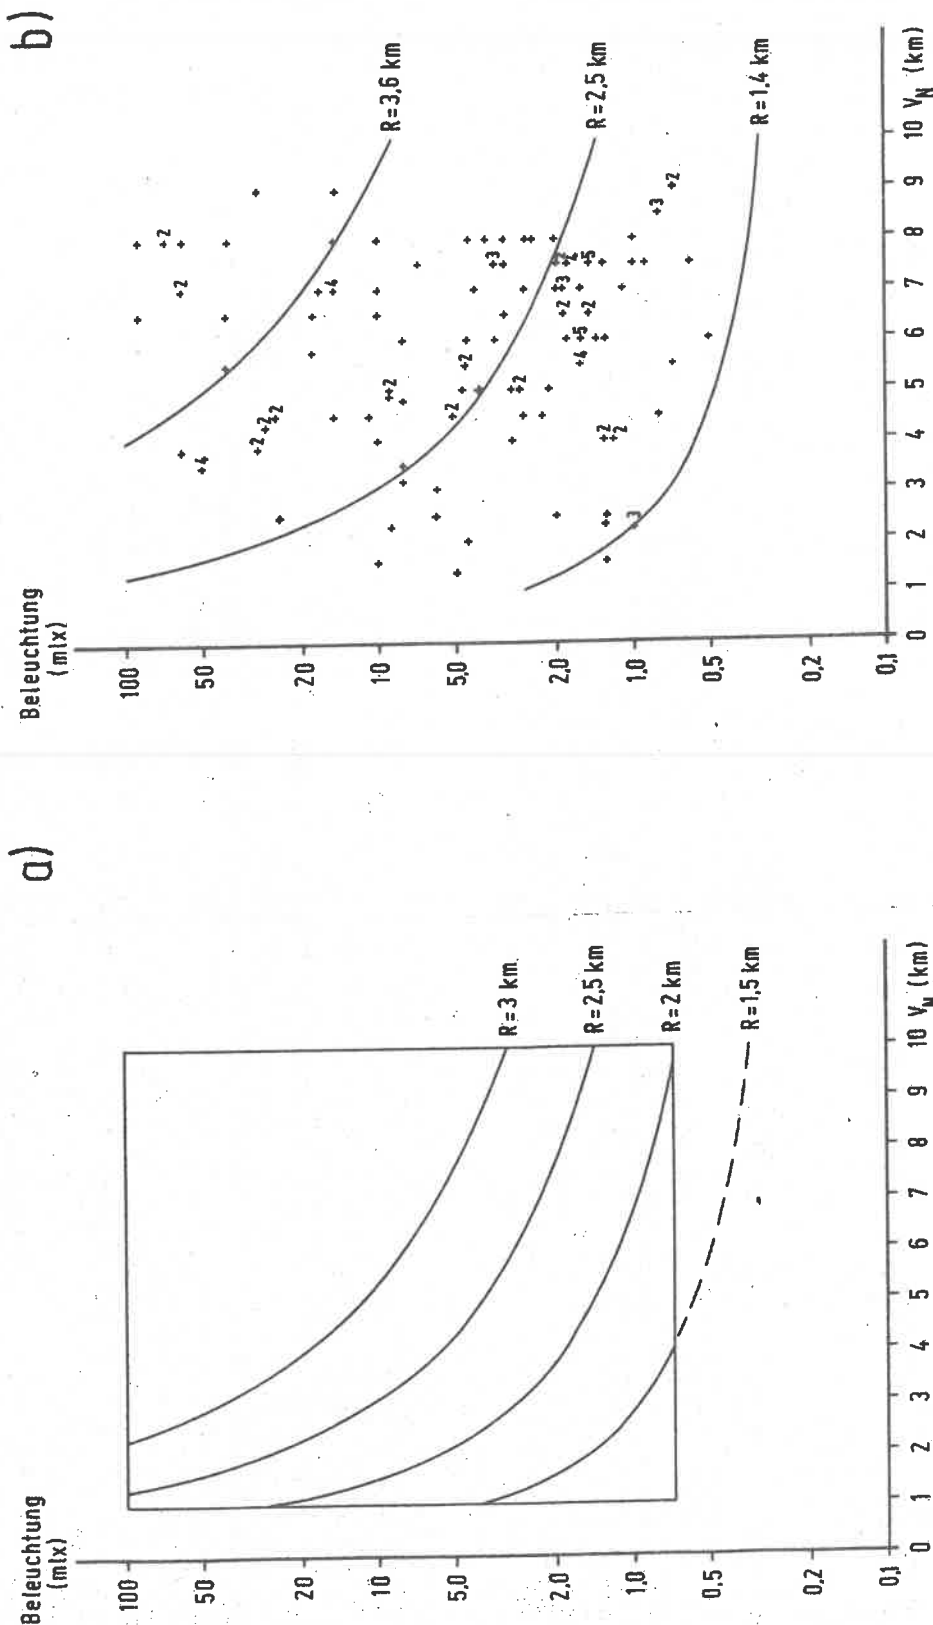 a)
Beleuchtung
(mlx)
100
50
20
10
5,0
2,0
1,0
0,5
0,2
0,1
R=3 km
R=2,5 km
R=2 km
R=1,5 km
0 1 2 3 4 5 6 7 8 9 10 V_N (km)
b)
Beleuchtung
(mlx)
100
50
20
10
5,0
2,0
1,0
0,5
0,2
0,1
R=3,6 km
R=2,5 km
R=1,4 km
0 1 2 3 4 5 6 7 8 9 10 V_N (km)